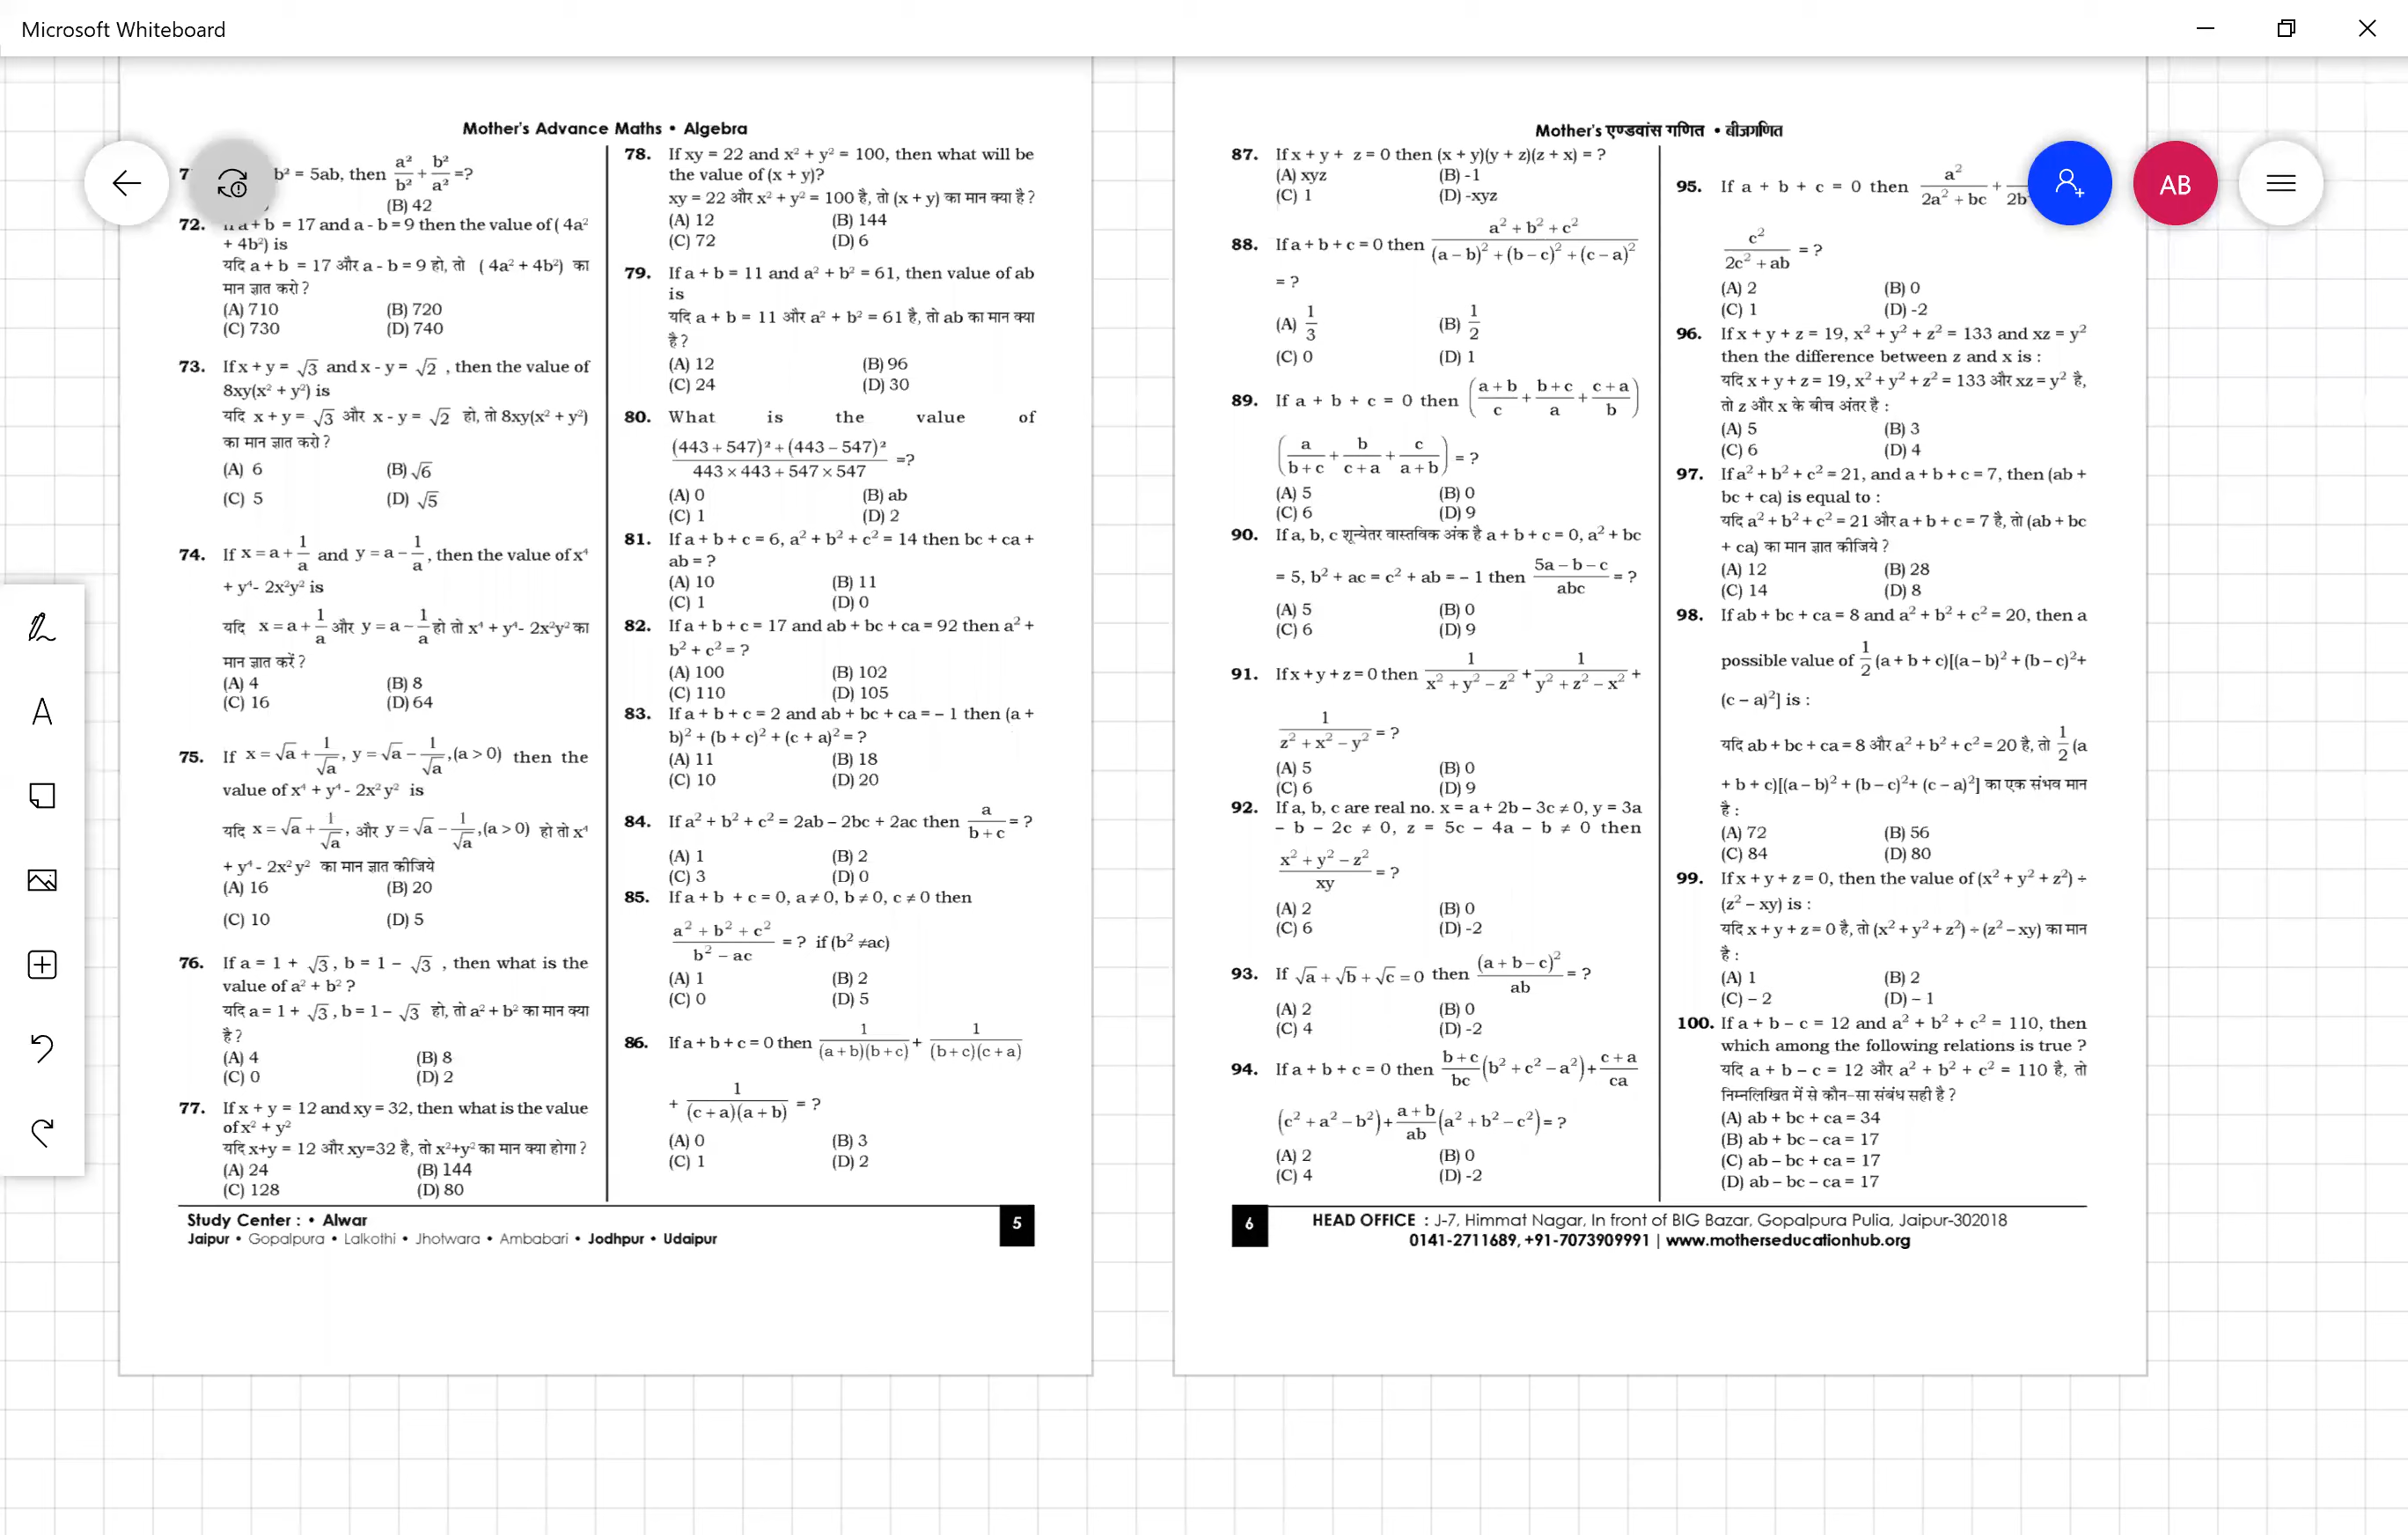 Microsoft Whiteboard
AB
Mother's Advance Maths • Algebra
7 b² = 5ab, then a²/b² + b²/a² =?
(B) 42
72. a + b = 17 and a - b = 9 then the value of ( 4a²
+ 4b²) is
यदि a + b = 17 और a - b = 9 हो, तो ( 4a² + 4b²) का
मान ज्ञात करो ?
(A) 710 (B) 720
(C) 730 (D) 740
73. If x + y = √3 and x - y = √2 , then the value of
8xy(x² + y²) is
यदि x + y = √3 और x - y = √2 हो, तो 8xy(x² + y²)
का मान ज्ञात करो ?
(A) 6 (B) √6
(C) 5 (D) √5
74. If x = a + 1/a and y = a − 1/a, then the value of x⁴
+ y⁴- 2x²y² is
यदि x = a + 1/a और y = a − 1/a हो तो x⁴ + y⁴- 2x²y² का
मान ज्ञात करें ?
(A) 4 (B) 8
(C) 16 (D) 64
75. If x = √a + 1/√a, y = √a − 1/√a, (a > 0) then the
value of x⁴ + y⁴ - 2x² y² is
यदि x = √a + 1/√a, और y = √a − 1/√a, (a > 0) हो तो x⁴
+ y⁴ - 2x² y² का मान ज्ञात कीजिये
(A) 16 (B) 20
(C) 10 (D) 5
76. If a = 1 + √3 , b = 1 − √3 , then what is the
value of a² + b² ?
यदि a = 1 + √3 , b = 1 − √3 हो, तो a² + b² का मान क्या
है ?
(A) 4 (B) 8
(C) 0 (D) 2
77. If x + y = 12 and xy = 32, then what is the value
of x² + y²
यदि x+y = 12 और xy=32 है, तो x²+y² का मान क्या होगा ?
(A) 24 (B) 144
(C) 128 (D) 80
78. If xy = 22 and x² + y² = 100, then what will be
the value of (x + y)?
xy = 22 और x² + y² = 100 है, तो (x + y) का मान क्या है ?
(A) 12 (B) 144
(C) 72 (D) 6
79. If a + b = 11 and a² + b² = 61, then value of ab
is
यदि a + b = 11 और a² + b² = 61 है, तो ab का मान क्या
है ?
(A) 12 (B) 96
(C) 24 (D) 30
80. What is the value of
(443 + 547)² + (443 – 547)² / 443 × 443 + 547 × 547 =?
(A) 0 (B) ab
(C) 1 (D) 2
81. If a + b + c = 6, a² + b² + c² = 14 then bc + ca +
ab = ?
(A) 10 (B) 11
(C) 1 (D) 0
82. If a + b + c = 17 and ab + bc + ca = 92 then a² +
b² + c² = ?
(A) 100 (B) 102
(C) 110 (D) 105
83. If a + b + c = 2 and ab + bc + ca = – 1 then (a +
b)² + (b + c)² + (c + a)² = ?
(A) 11 (B) 18
(C) 10 (D) 20
84. If a² + b² + c² = 2ab – 2bc + 2ac then a/(b + c) = ?
(A) 1 (B) 2
(C) 3 (D) 0
85. If a + b + c = 0, a ≠ 0, b ≠ 0, c ≠ 0 then
(a² + b² + c²)/(b² − ac) = ? if (b² ≠ac)
(A) 1 (B) 2
(C) 0 (D) 5
86. If a + b + c = 0 then 1/((a + b)(b + c)) + 1/((b + c)(c + a))
+ 1/((c + a)(a + b)) = ?
(A) 0 (B) 3
(C) 1 (D) 2
Study Center : • Alwar
Jaipur • Gopalpura • Lalkothi • Jhotwara • Ambabari • Jodhpur • Udaipur
5
Mother's एण्डवांस गणित • बीजगणित
87. If x + y + z = 0 then (x + y)(y + z)(z + x) = ?
(A) xyz (B) -1
(C) 1 (D) -xyz
88. If a + b + c = 0 then (a² + b² + c²)/((a – b)² + (b – c)² + (c – a)²)
= ?
(A) 1/3 (B) 1/2
(C) 0 (D) 1
89. If a + b + c = 0 then ((a + b)/c + (b + c)/a + (c + a)/b)
(a/(b + c) + b/(c + a) + c/(a + b)) = ?
(A) 5 (B) 0
(C) 6 (D) 9
90. If a, b, c शून्येतर वास्तविक अंक है a + b + c = 0, a² + bc
= 5, b² + ac = c² + ab = – 1 then (5a – b – c)/abc = ?
(A) 5 (B) 0
(C) 6 (D) 9
91. If x + y + z = 0 then 1/(x² + y² − z²) + 1/(y² + z² − x²) +
1/(z² + x² − y²) = ?
(A) 5 (B) 0
(C) 6 (D) 9
92. If a, b, c are real no. x = a + 2b – 3c ≠ 0, y = 3a
– b – 2c ≠ 0, z = 5c – 4a – b ≠ 0 then
(x² + y² – z²)/xy = ?
(A) 2 (B) 0
(C) 6 (D) -2
93. If √a + √b + √c = 0 then (a + b – c)²/ab = ?
(A) 2 (B) 0
(C) 4 (D) -2
94. If a + b + c = 0 then (b + c)/bc (b² + c² – a²) + (c + a)/ca
(c² + a² – b²) + (a + b)/ab (a² + b² – c²) = ?
(A) 2 (B) 0
(C) 4 (D) -2
95. If a + b + c = 0 then a²/(2a² + bc) + /2b
c²/(2c² + ab) = ?
(A) 2 (B) 0
(C) 1 (D) -2
96. If x + y + z = 19, x² + y² + z² = 133 and xz = y²
then the difference between z and x is :
यदि x + y + z = 19, x² + y² + z² = 133 और xz = y² है,
तो z और x के बीच अंतर है :
(A) 5 (B) 3
(C) 6 (D) 4
97. If a² + b² + c² = 21, and a + b + c = 7, then (ab +
bc + ca) is equal to :
यदि a² + b² + c² = 21 और a + b + c = 7 है, तो (ab + bc
+ ca) का मान ज्ञात कीजिये ?
(A) 12 (B) 28
(C) 14 (D) 8
98. If ab + bc + ca = 8 and a² + b² + c² = 20, then a
possible value of 1/2 (a + b + c)[(a – b)² + (b – c)²+
(c – a)²] is :
यदि ab + bc + ca = 8 और a² + b² + c² = 20 है, तो 1/2 (a
+ b + c)[(a – b)² + (b – c)²+ (c – a)²] का एक संभव मान
है :
(A) 72 (B) 56
(C) 84 (D) 80
99. If x + y + z = 0, then the value of (x² + y² + z²) ÷
(z² – xy) is :
यदि x + y + z = 0 है, तो (x² + y² + z²) ÷ (z² – xy) का मान
है :
(A) 1 (B) 2
(C) – 2 (D) – 1
100. If a + b – c = 12 and a² + b² + c² = 110, then
which among the following relations is true ?
यदि a + b – c = 12 और a² + b² + c² = 110 है, तो
निम्नलिखित में से कौन-सा संबंध सही है ?
(A) ab + bc + ca = 34
(B) ab + bc – ca = 17
(C) ab – bc + ca = 17
(D) ab – bc – ca = 17
6
HEAD OFFICE : J-7, Himmat Nagar, In front of BIG Bazar, Gopalpura Pulia, Jaipur-302018
0141-2711689, +91-7073909991 | www.motherseducationhub.org